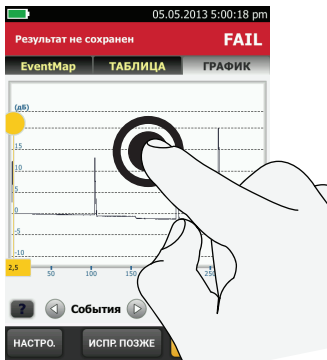 05.05.2013 5:00:18 pm
Результат не сохранен FAIL
EventMap ТАБЛИЦА ГРАФИК
(дБ)
15
10
5
0
-5
-10
2,5 50 100 150 250
? События
НАСТРО. ИСПР. ПОЗЖЕ